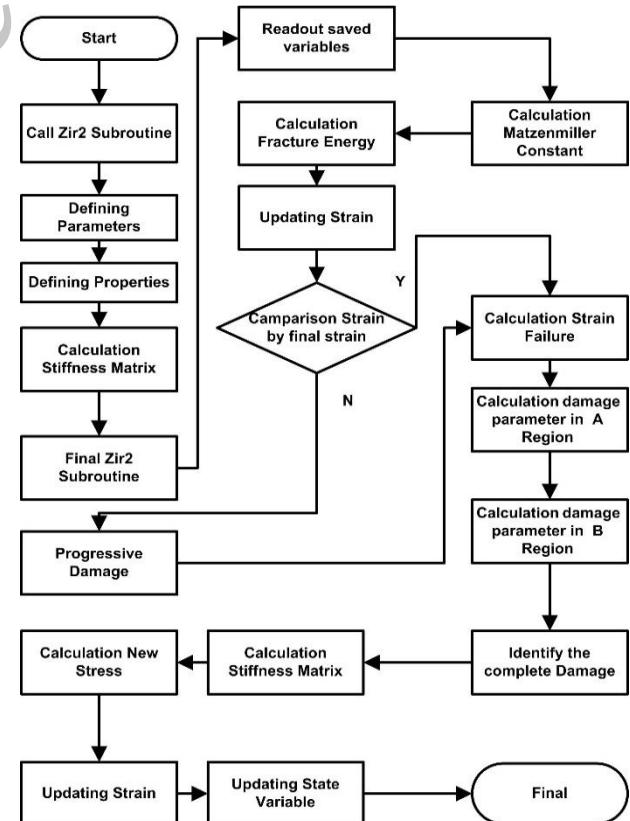 Start
Call Zir2 Subroutine
Defining
Parameters
Defining Properties
Calculation
Stiffness Matrix
Final Zir2
Subroutine
Readout saved
variables
Calculation
Matzenmiller
Constant
Calculation
Fracture Energy
Updating Strain
Camparison Strain
by final strain
Y
N
Progressive
Damage
Calculation Strain
Failure
Calculation damage
parameter in A
Region
Calculation damage
parameter in B
Region
Identify the
complete Damage
Calculation
Stiffness Matrix
Calculation New
Stress
Updating Strain
Updating State
Variable
Final